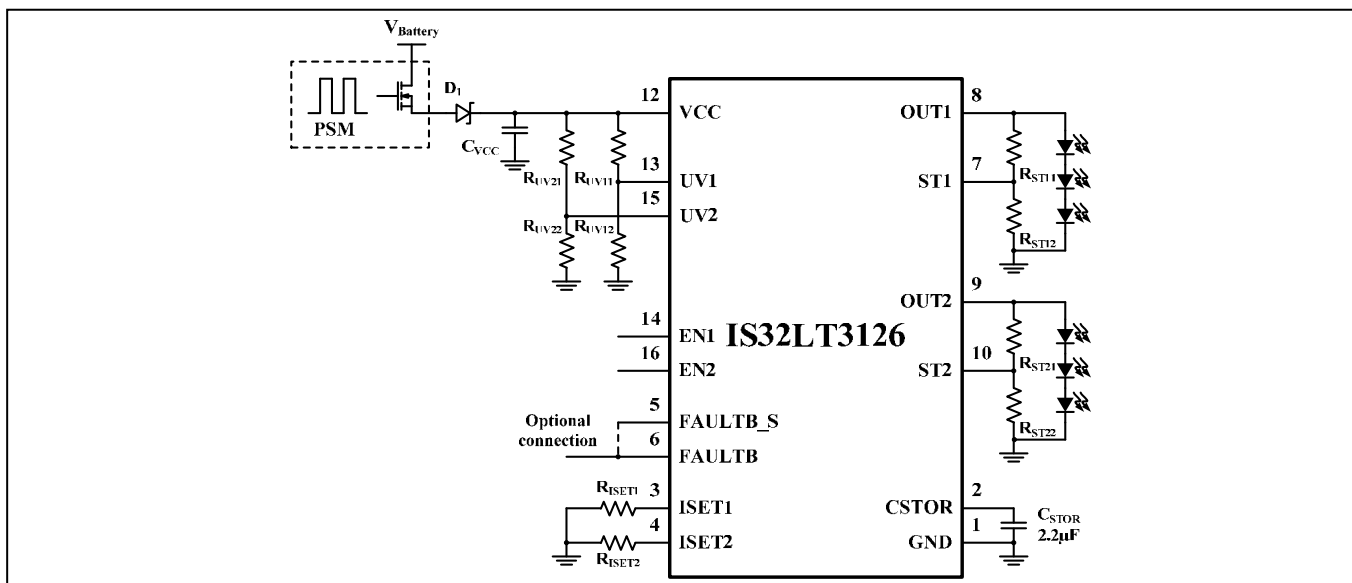 VBattery
PSM
D1
CVCC
RUV21
RUV11
RUV22
RUV12
12
VCC
13
UV1
15
UV2
14
EN1
16
EN2
Optional
connection
5
FAULTB_S
6
FAULTB
RISET1
3
ISET1
4
ISET2
RISET2
IS32LT3126
8
OUT1
7
ST1
RST11
RST12
9
OUT2
10
ST2
RST21
RST22
2
CSTOR
1
GND
CSTOR
2.2µF